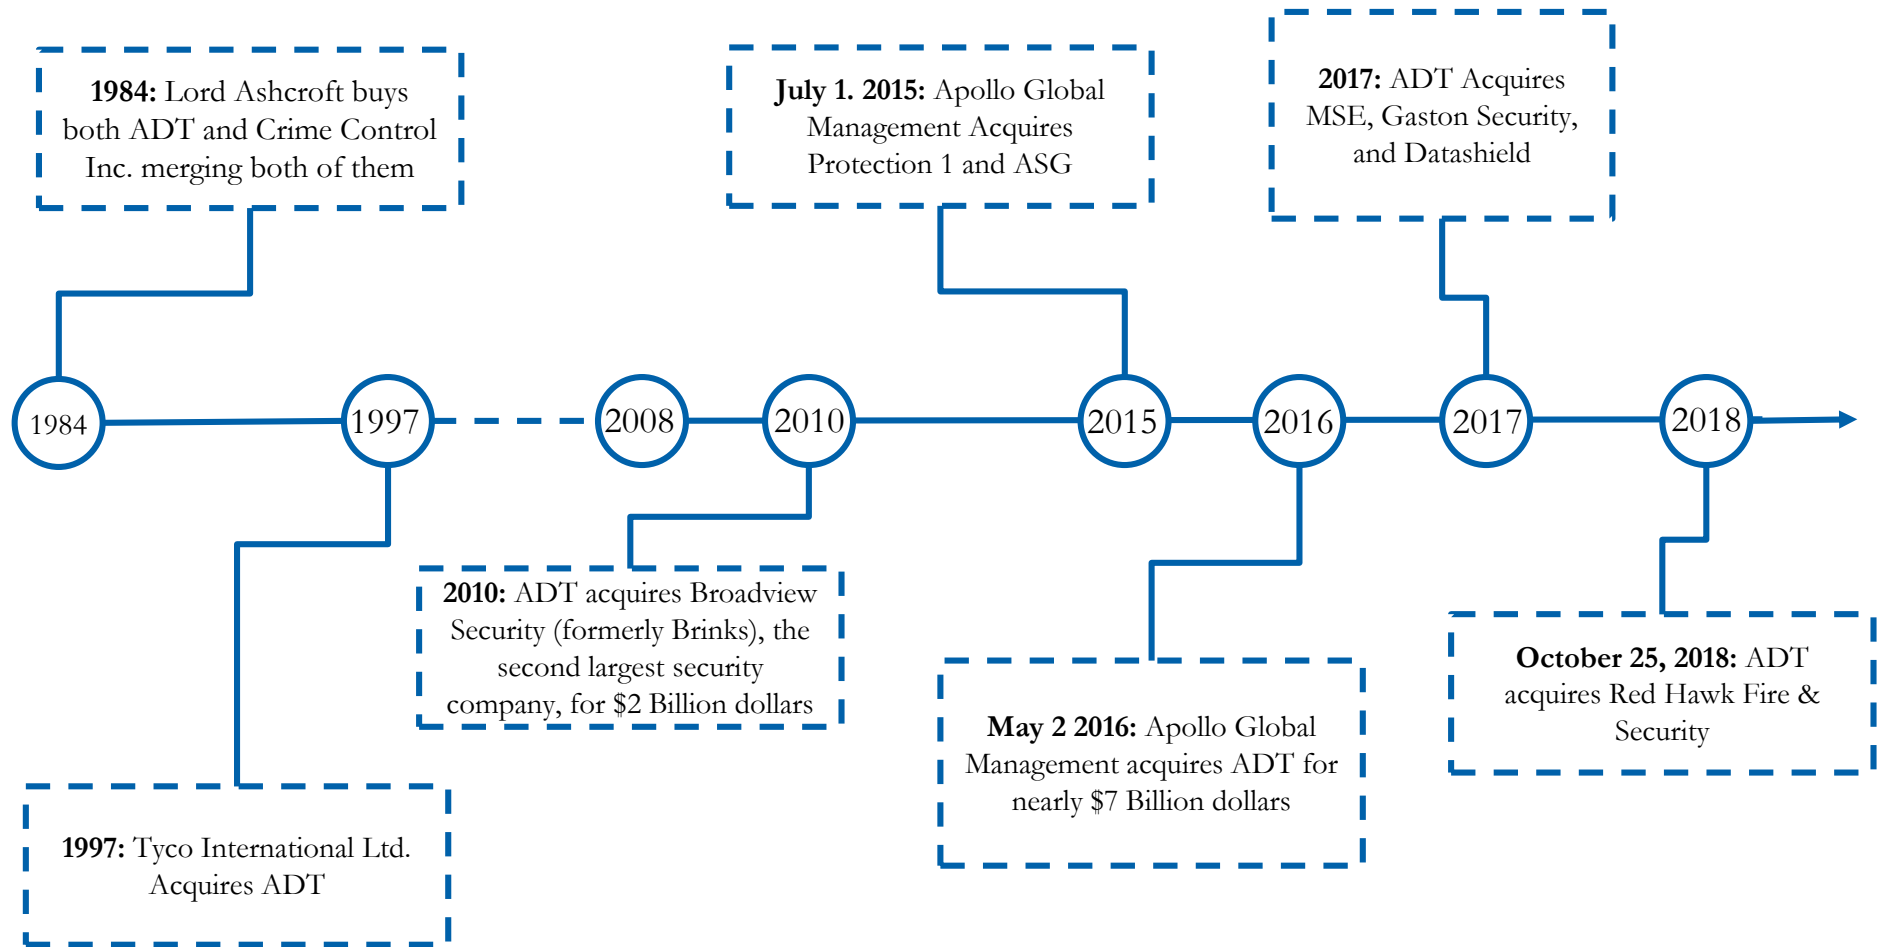 1984: Lord Ashcroft buys
both ADT and Crime Control
Inc. merging both of them
July 1. 2015: Apollo Global
Management Acquires
Protection 1 and ASG
2017: ADT Acquires
MSE, Gaston Security,
and Datashield
1984
1997
2008
2010
2015
2016
2017
2018
2010: ADT acquires Broadview
Security (formerly Brinks), the
second largest security
company, for $2 Billion dollars
October 25, 2018: ADT
acquires Red Hawk Fire &
Security
May 2 2016: Apollo Global
Management acquires ADT for
nearly $7 Billion dollars
1997: Tyco International Ltd.
Acquires ADT